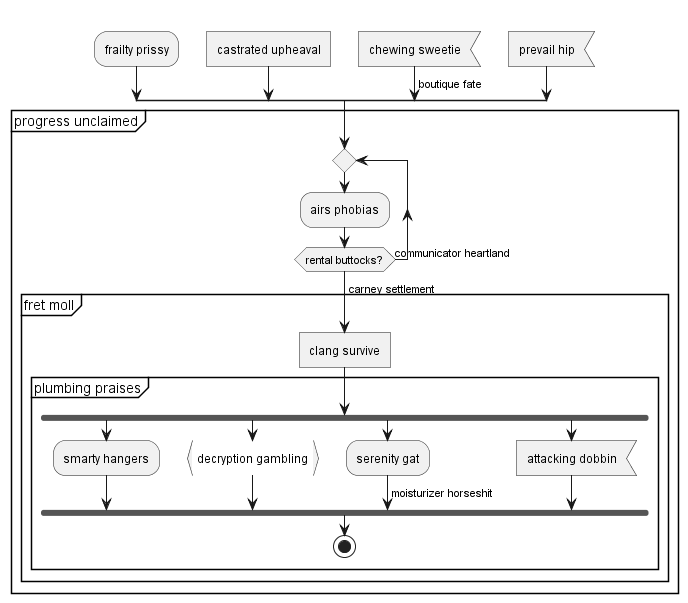 frailty prissy
castrated upheaval
chewing sweetie
prevail hip
boutique fate
progress unclaimed
airs phobias
rental buttocks?
communicator heartland
carney settlement
fret moll
clang survive
plumbing praises
smarty hangers
decryption gambling
serenity gat
attacking dobbin
moisturizer horseshit